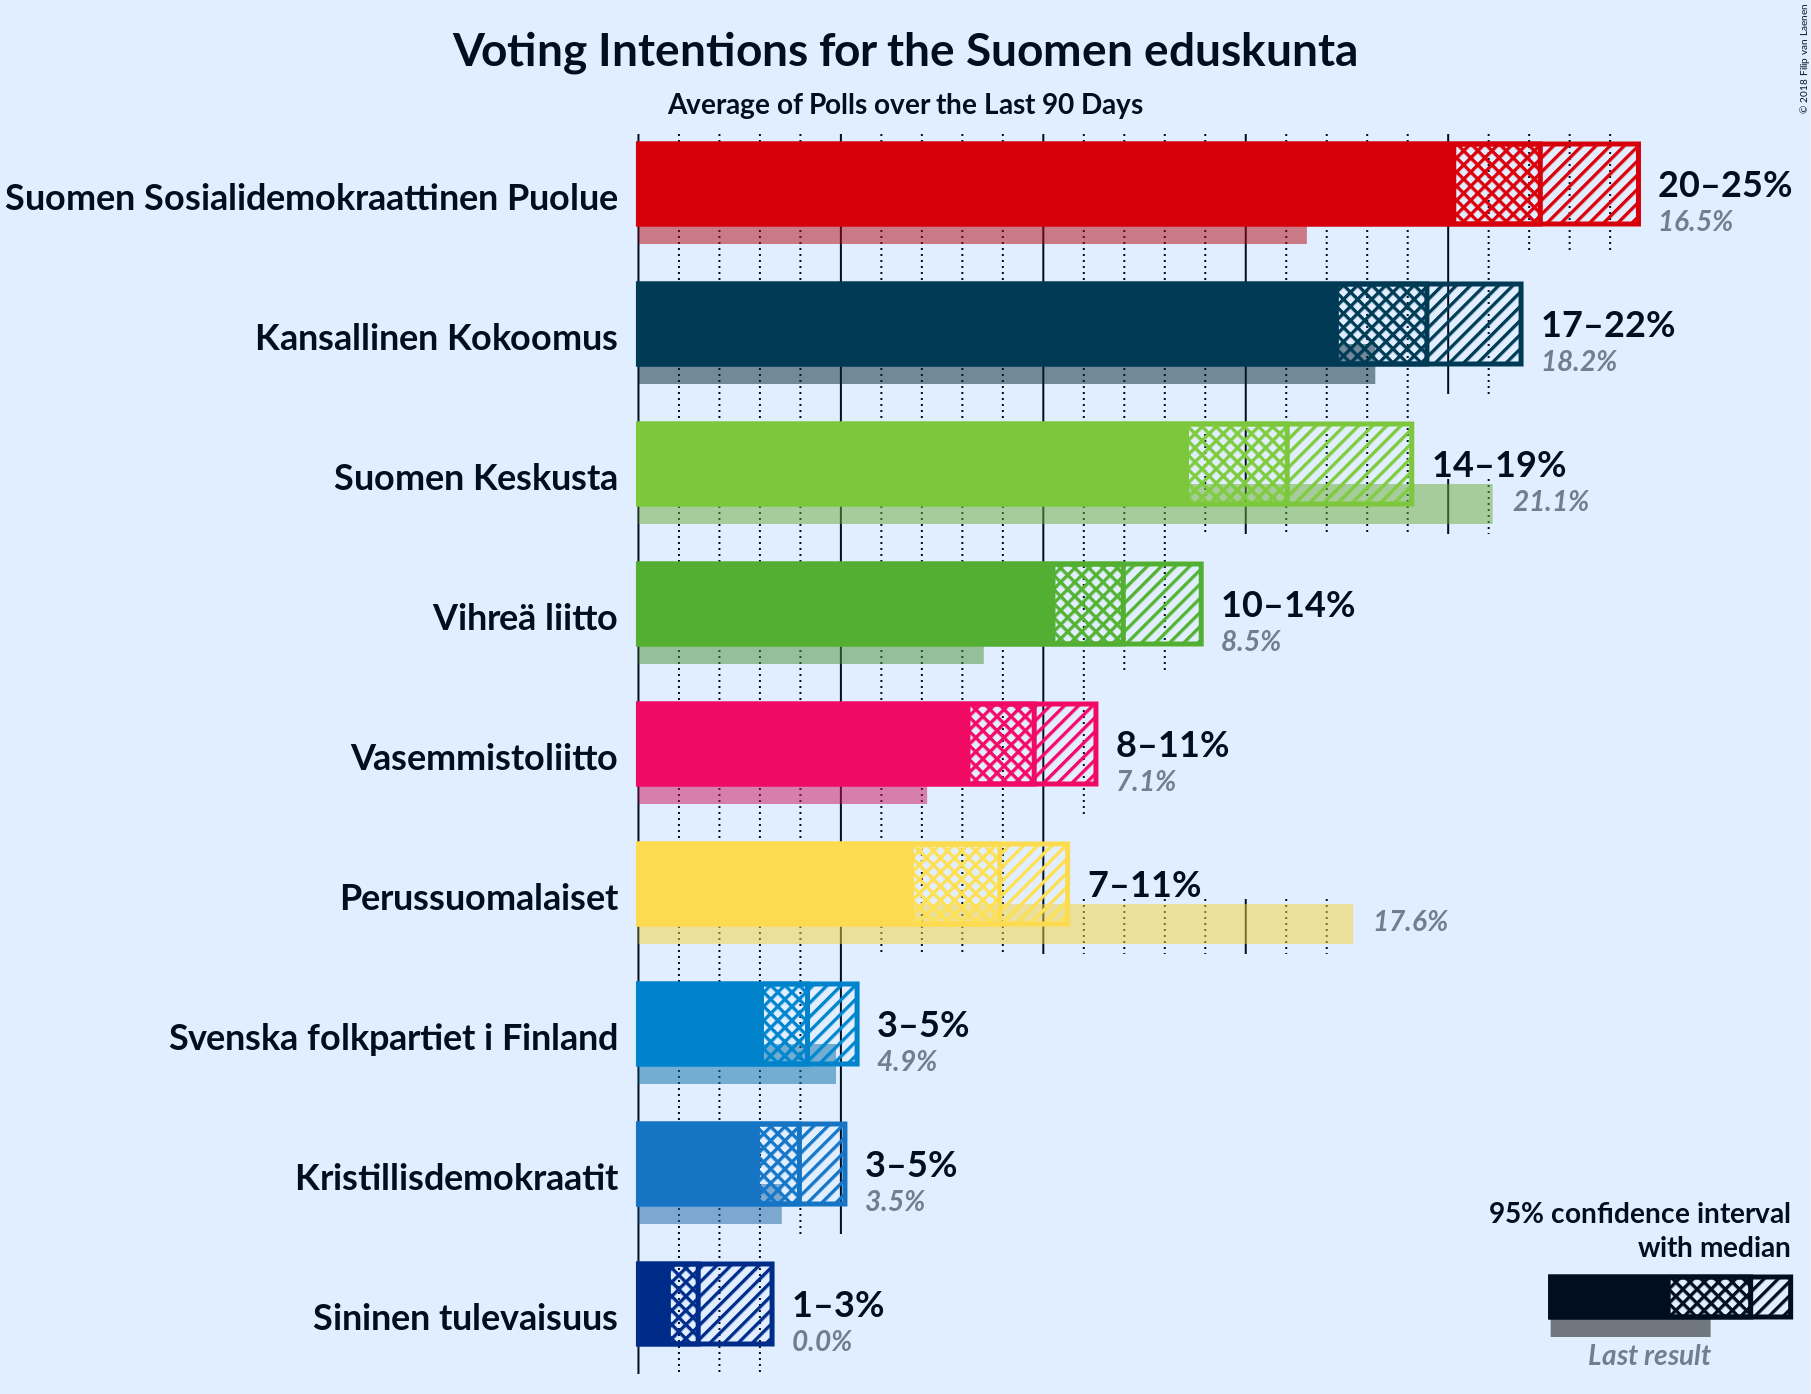 Voting Intentions for the Suomen eduskunta
Average of Polls over the Last 90 Days
© 2018 Filip van Laenen
Suomen Sosialidemokraattinen Puolue
20–25%
16.5%
Kansallinen Kokoomus
17–22%
18.2%
Suomen Keskusta
14–19%
21.1%
Vihreä liitto
10–14%
8.5%
Vasemmistoliitto
8–11%
7.1%
Perussuomalaiset
7–11%
17.6%
Svenska folkpartiet i Finland
3–5%
4.9%
Kristillisdemokraatit
3–5%
3.5%
Sininen tulevaisuus
1–3%
0.0%
95% confidence interval
with median
Last result